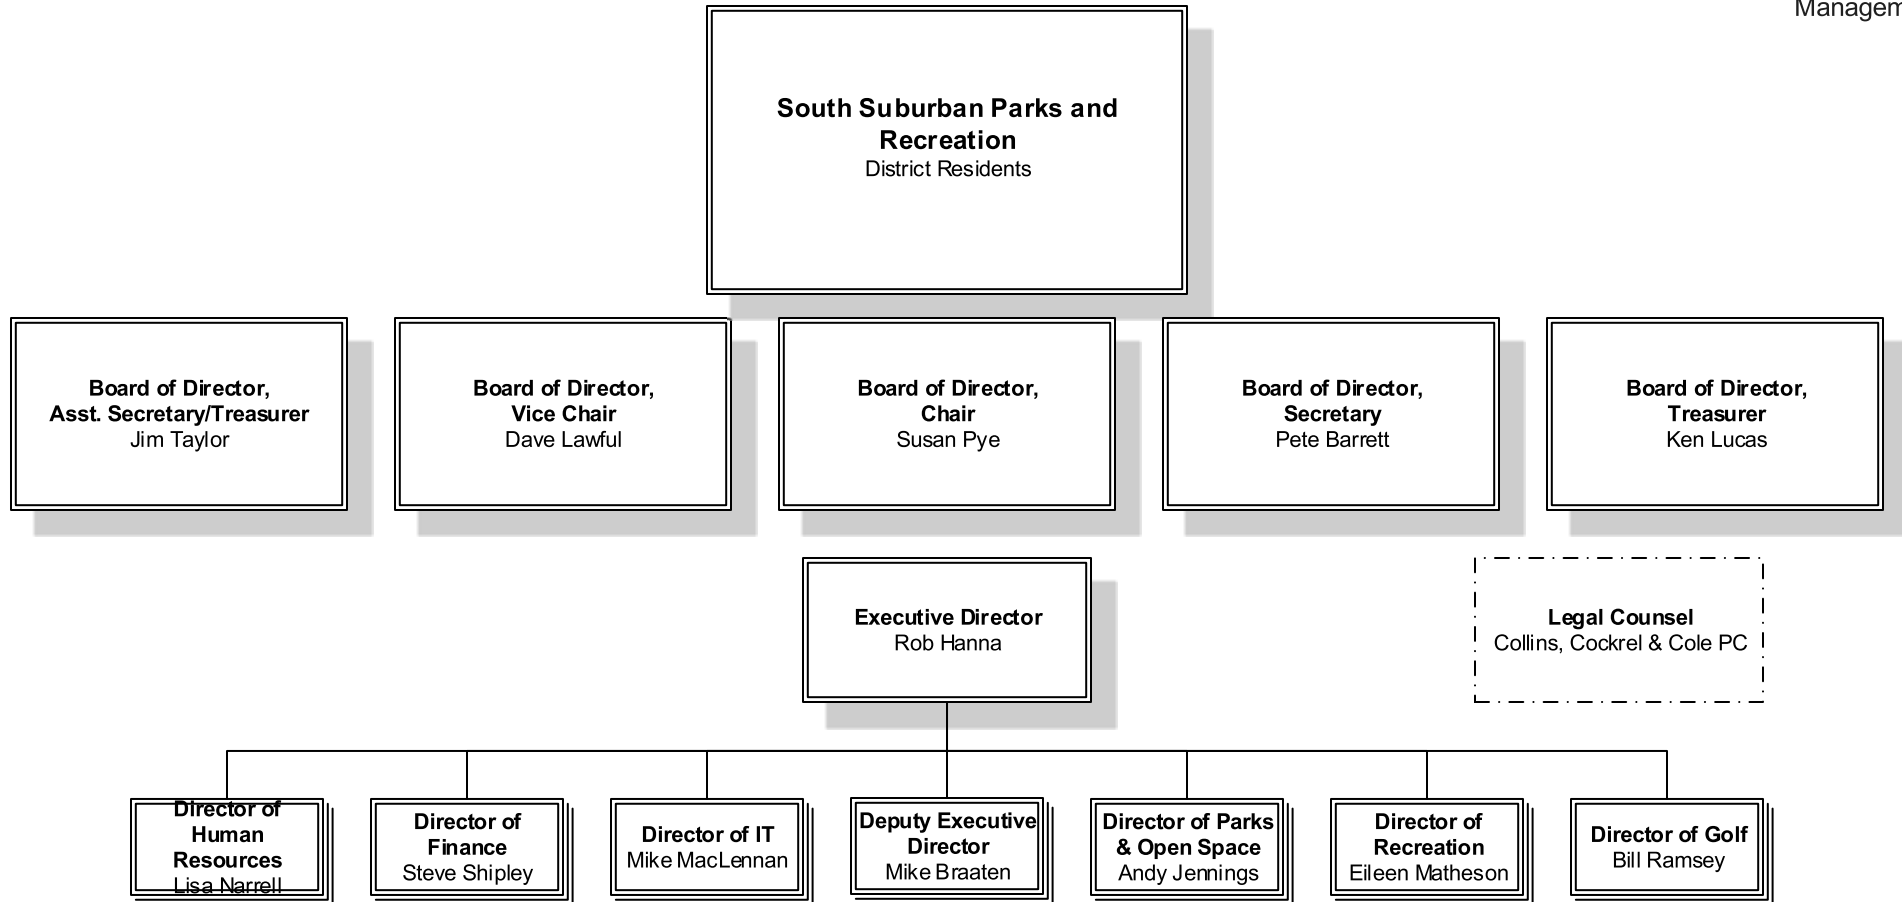 Managem
South Suburban Parks and
Recreation
District Residents
Board of Director,
Asst. Secretary/Treasurer
Jim Taylor
Board of Director,
Vice Chair
Dave Lawful
Board of Director,
Chair
Susan Pye
Board of Director,
Secretary
Pete Barrett
Board of Director,
Treasurer
Ken Lucas
Executive Director
Rob Hanna
Legal Counsel
Collins, Cockrel & Cole PC
Director of
Human
Resources
Lisa Narrell
Director of
Finance
Steve Shipley
Director of IT
Mike MacLennan
Deputy Executive
Director
Mike Braaten
Director of Parks
& Open Space
Andy Jennings
Director of
Recreation
Eileen Matheson
Director of Golf
Bill Ramsey